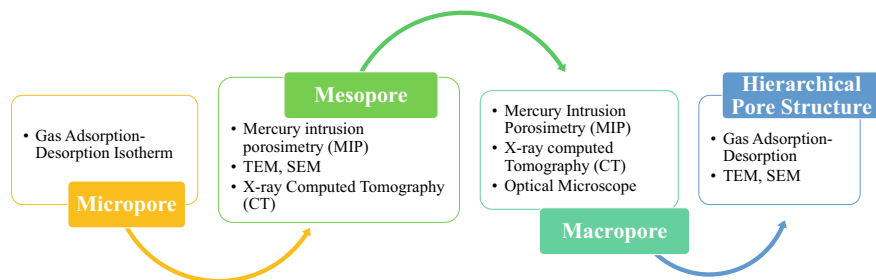 • Gas Adsorption-
Desorption Isotherm
Micropore
Mesopore
• Mercury intrusion
porosimetry (MIP)
• TEM, SEM
• X-ray Computed Tomography
(CT)
• Mercury Intrusion
Porosimetry (MIP)
• X-ray computed
Tomography (CT)
• Optical Microscope
Macropore
Hierarchical
Pore Structure
• Gas Adsorption-
Desorption
• TEM, SEM